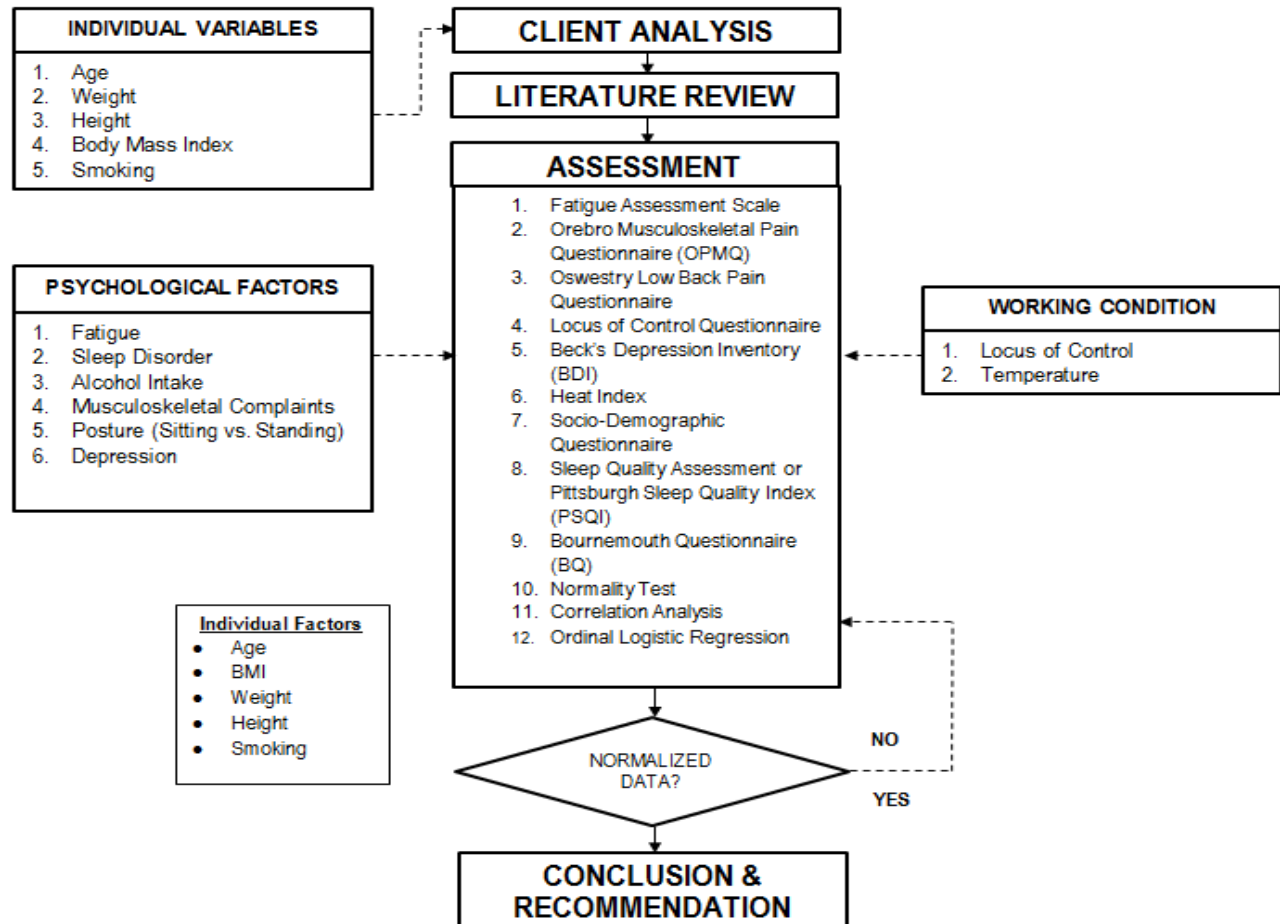 INDIVIDUAL VARIABLES
1. Age
2. Weight
3. Height
4. Body Mass Index
5. Smoking
CLIENT ANALYSIS
LITERATURE REVIEW
ASSESSMENT
1. Fatigue Assessment Scale
2. Orebro Musculoskeletal Pain
Questionnaire (OPMQ)
3. Oswestry Low Back Pain
Questionnaire
4. Locus of Control Questionnaire
5. Beck's Depression Inventory
(BDI)
6. Heat Index
7. Socio-Demographic
Questionnaire
8. Sleep Quality Assessment or
Pittsburgh Sleep Quality Index
(PSQI)
9. Bournemouth Questionnaire
(BQ)
10. Normality Test
11. Correlation Analysis
12. Ordinal Logistic Regression
PSYCHOLOGICAL FACTORS
1. Fatigue
2. Sleep Disorder
3. Alcohol Intake
4. Musculoskeletal Complaints
5. Posture (Sitting vs. Standing)
6. Depression
WORKING CONDITION
1. Locus of Control
2. Temperature
Individual Factors
● Age
● BMI
● Weight
● Height
● Smoking
NORMALIZED
DATA?
NO
YES
CONCLUSION &
RECOMMENDATION